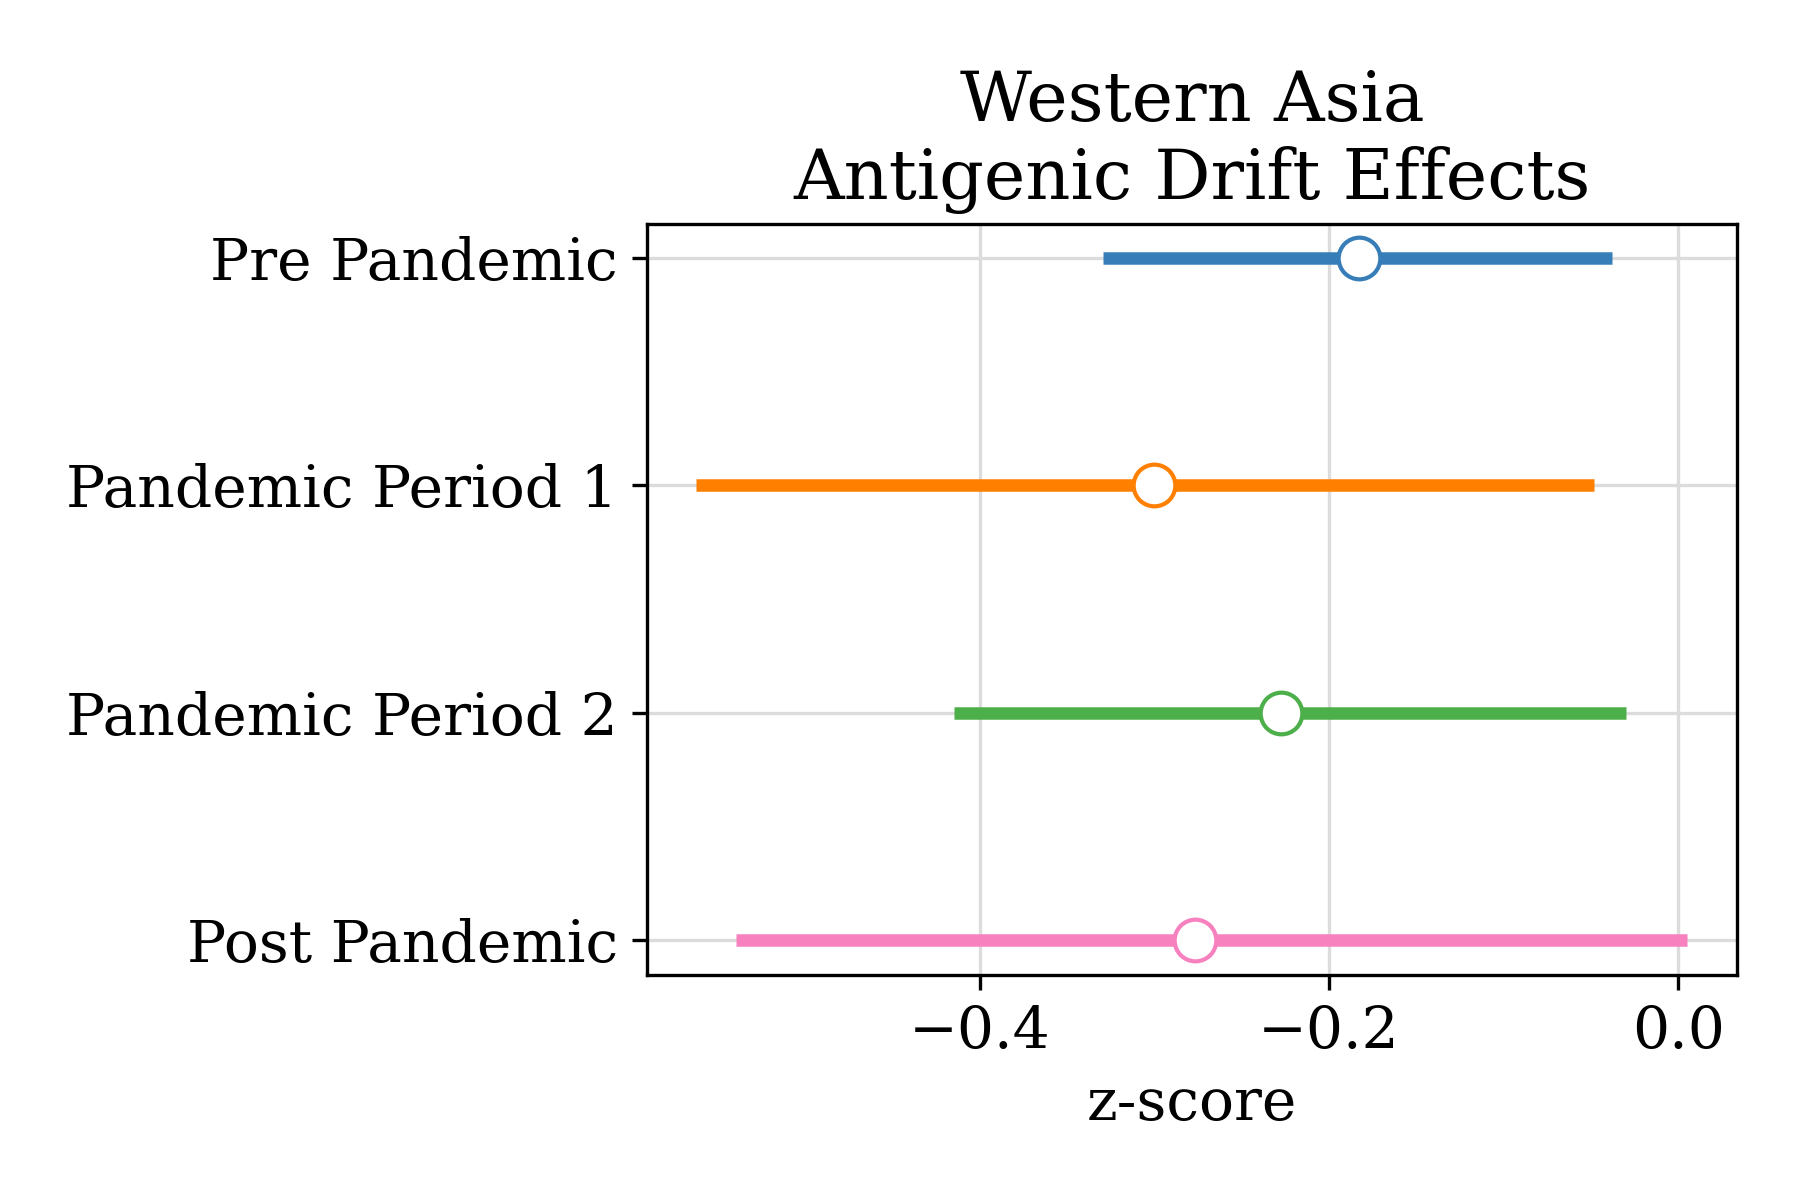 Western Asia
Antigenic Drift Effects
Pre Pandemic
Pandemic Period 1
Pandemic Period 2
Post Pandemic
−0.4 −0.2 0.0
z-score